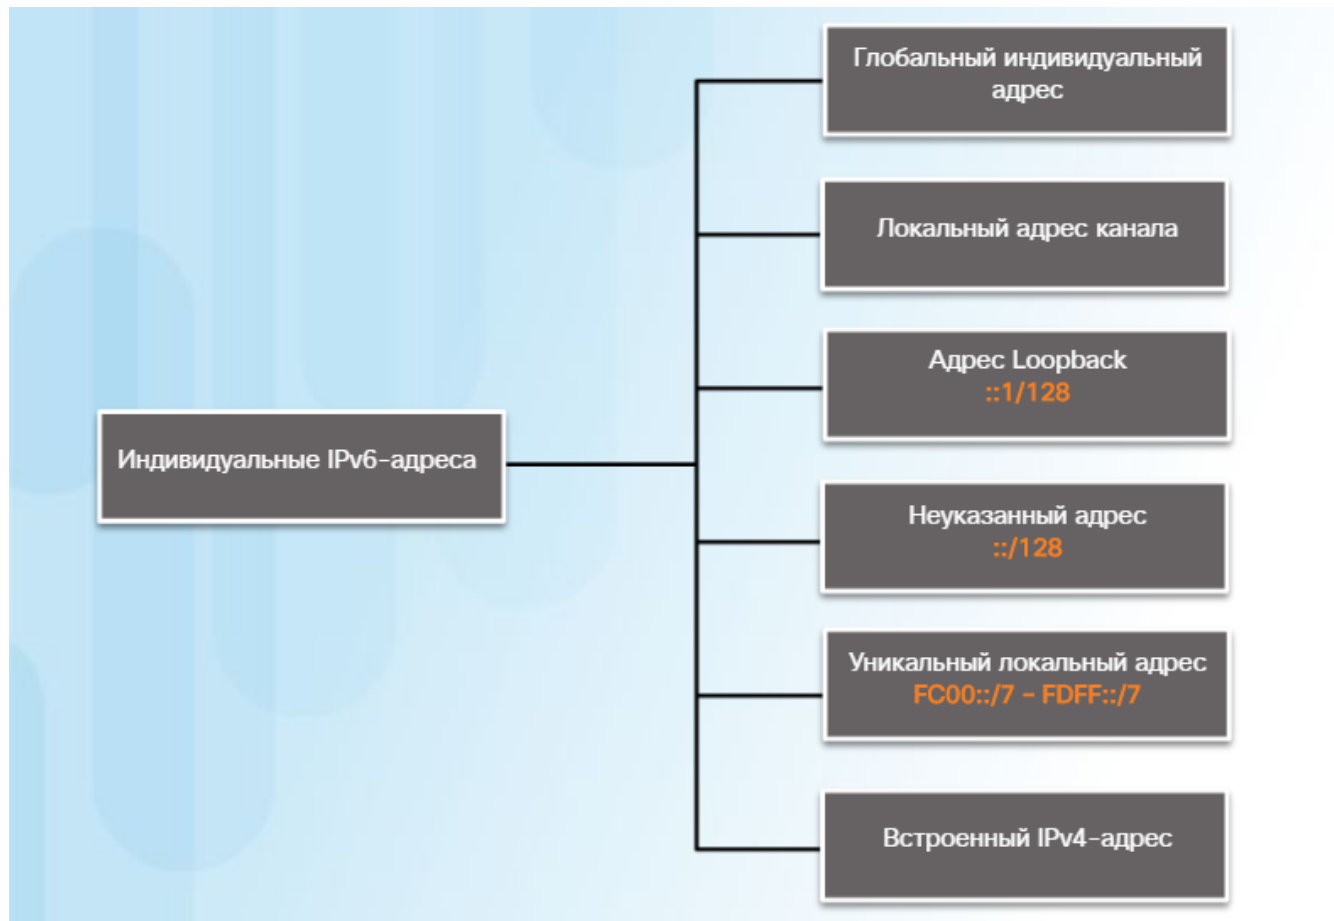 Глобальный индивидуальный
адрес
Локальный адрес канала
Адрес Loopback
::1/128
Индивидуальные IPv6-адреса
Неуказанный адрес
::/128
Уникальный локальный адрес
FC00::/7 - FDFF::/7
Встроенный IPv4-адрес